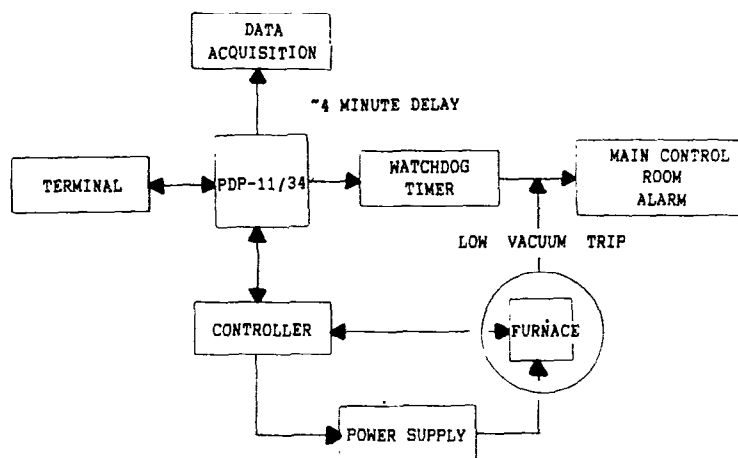 DATA
ACQUISITION
~4 MINUTE DELAY
TERMINAL
PDP-11/34
WATCHDOG
TIMER
MAIN CONTROL
ROOM
ALARM
LOW VACUUM TRIP
CONTROLLER
FURNACE
POWER SUPPLY